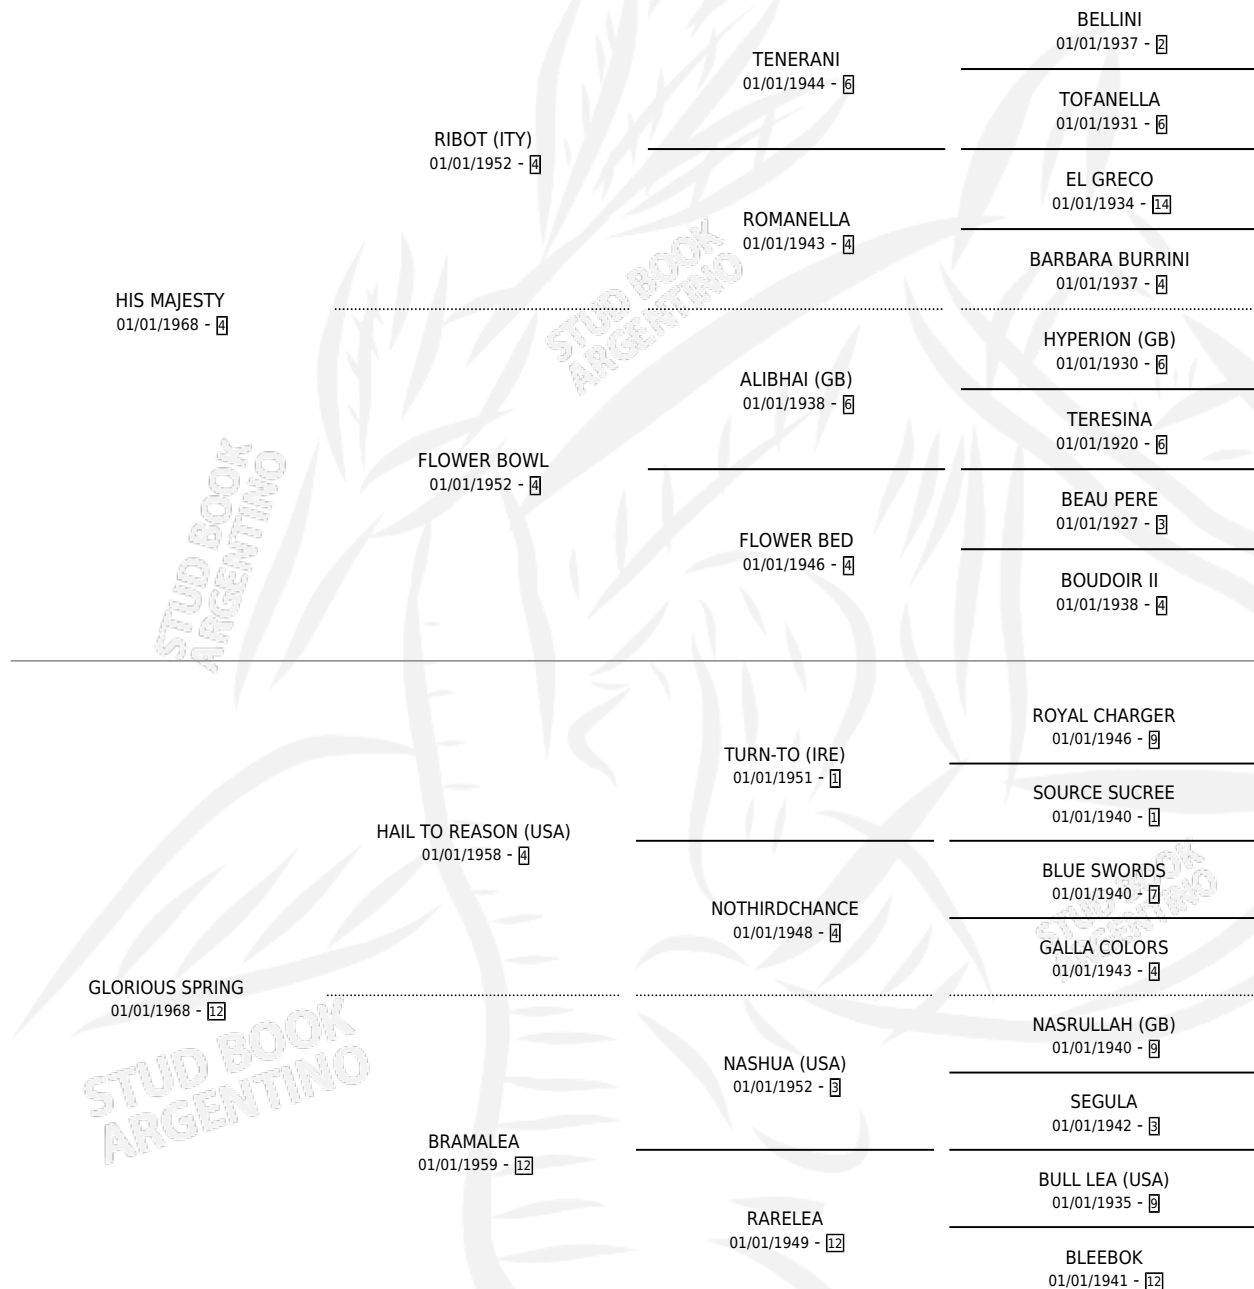 BELLINI
01/01/1937 - 2
TENERANI
01/01/1944 - 6
TOFANELLA
01/01/1931 - 6
RIBOT (ITY)
01/01/1952 - 4
EL GRECO
01/01/1934 - 14
ROMANELLA
01/01/1943 - 4
BARBARA BURRINI
01/01/1937 - 4
HIS MAJESTY
01/01/1968 - 4
STUD BOOK
ARGENTINO
HYPERION (GB)
01/01/1930 - 6
ALIBHAI (GB)
01/01/1938 - 6
TERESINA
01/01/1920 - 6
FLOWER BOWL
01/01/1952 - 4
BEAU PERE
01/01/1927 - 3
FLOWER BED
01/01/1946 - 4
BOUDOIR II
01/01/1938 - 4
STUD BOOK
ARGENTINO
ROYAL CHARGER
01/01/1946 - 9
TURN-TO (IRE)
01/01/1951 - 1
SOURCE SUCREE
01/01/1940 - 1
HAIL TO REASON (USA)
01/01/1958 - 4
BLUE SWORDS
01/01/1940 - 7
NOTHIRDCHANCE
01/01/1948 - 4
STUD BOOK
ARGENTINO
GALLA COLORS
01/01/1943 - 4
GLORIOUS SPRING
01/01/1968 - 12
STUD BOOK
ARGENTINO
NASRULLAH (GB)
01/01/1940 - 9
NASHUA (USA)
01/01/1952 - 3
SEGULA
01/01/1942 - 3
BRAMALEA
01/01/1959 - 12
BULL LEA (USA)
01/01/1935 - 9
RARELEA
01/01/1949 - 12
BLEEBOK
01/01/1941 - 12